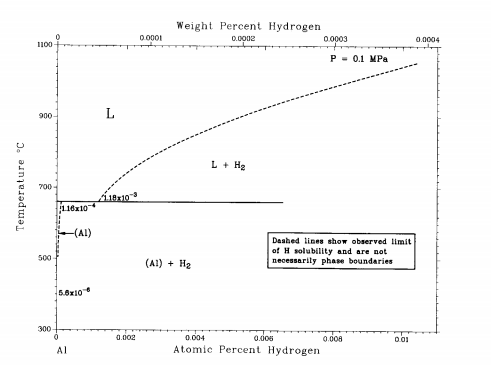 Weight Percent Hydrogen
0 0.0001 0.0002 0.0003 0.0004
1100
P = 0.1 MPa
900
L
L + H₂
Temperature °C
700
1.18x10⁻³
1.16x10⁻⁴
(Al)
Dashed lines show observed limit
of H solubility and are not
necessarily phase boundaries
500
(Al) + H₂
5.6x10⁻⁶
300
0 0.002 0.004 0.006 0.008 0.01
Al Atomic Percent Hydrogen